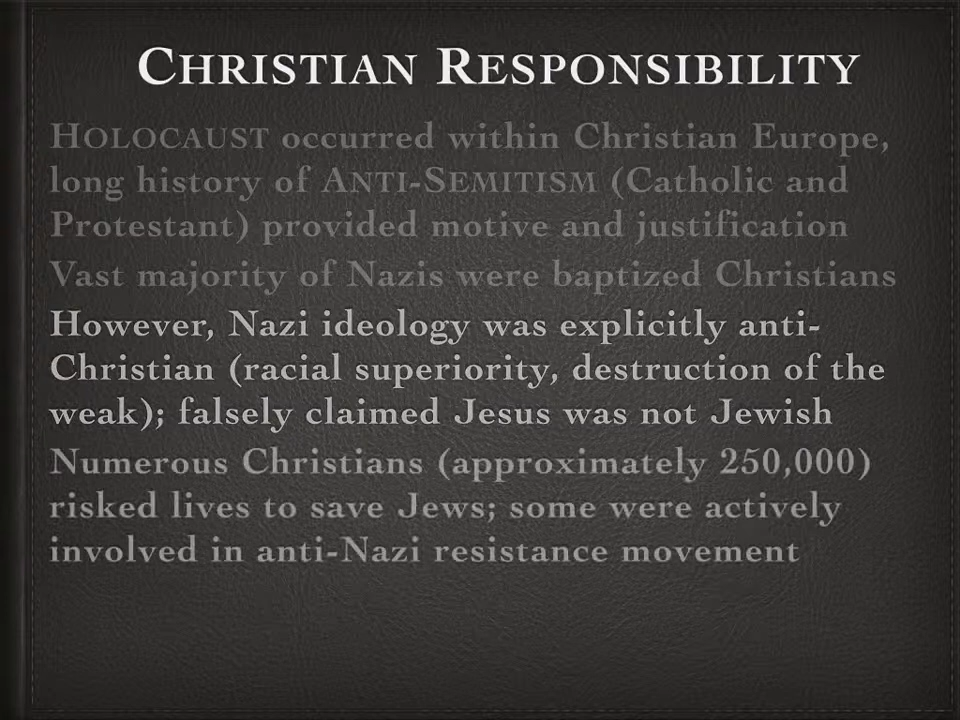 CHRISTIAN RESPONSIBILITY
HOLOCAUST occurred within Christian Europe,
long history of ANTI-SEMITISM (Catholic and
Protestant) provided motive and justification
Vast majority of Nazis were baptized Christians
However, Nazi ideology was explicitly anti-
Christian (racial superiority, destruction of the
weak); falsely claimed Jesus was not Jewish
Numerous Christians (approximately 250,000)
risked lives to save Jews; some were actively
involved in anti-Nazi resistance movement